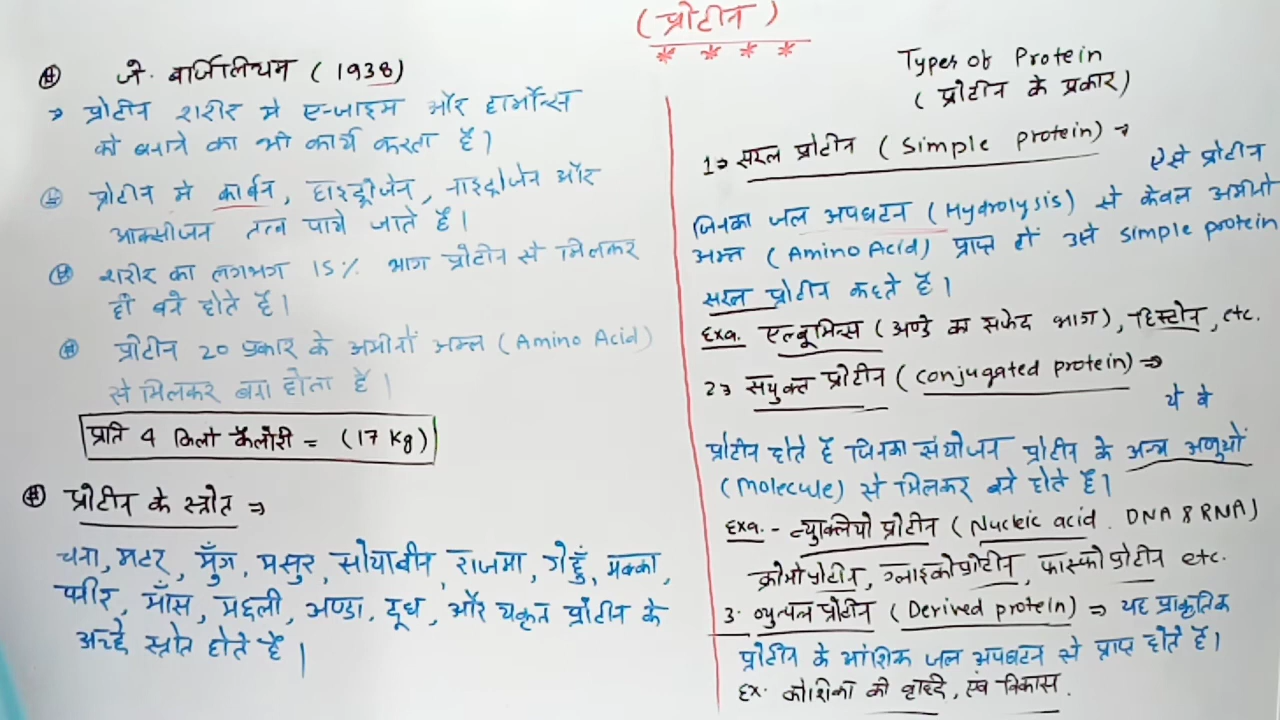 (प्रोटीन)
* * * *
# जे. बार्जिलियम (1938)
→ प्रोटीन शरीर मे एन्जाइम और हार्मोन्स
को बनाने का भी कार्य करता है।
# प्रोटीन मे कार्बन, हाइड्रोजन, नाइट्रोजन और
आक्सीजन तत्व पाये जाते है।
# शरीर का लगभग 15% भाग प्रोटीन से मिलकर
ही बने होते है।
# प्रोटीन 20 प्रकार के अमीनों अम्ल (Amino Acid)
से मिलकर बना होता है।
प्रति 4 किलो कैलोरी = (17 Kg)
# प्रोटीन के स्त्रोत ⇒
चना, मटर, मुँग, मसुर, सोयाबीन, राजमा, गेहुँ, मक्का,
पनीर, माँस, मछली, अण्डा, दूध, और यकृत प्रोटीन के
अच्छे स्त्रोत होते है।
Types of Protein
(प्रोटीन के प्रकार)
1⇒ सरल प्रोटीन (Simple protein) → ऐसे प्रोटीन
जिनका जल अपघटन (Hydrolysis) से केवल अमीनो
अम्ल (Amino Acid) प्राप्त हों उसे Simple protein
सरल प्रोटीन कहते है।
Exa. एल्बूमिन्स (अण्डे का सफेद भाग), हिस्टोन, etc.
2⇒ सयुक्त प्रोटीन (Conjugated protein) ⇒ ये वे
प्रोटीन होते है जिनका संयोजन प्रोटीन के अन्य अणुयों
(Molecule) से मिलकर बने होते है।
Exa. - न्युक्लियो प्रोटीन (Nucleic acid. DNA & RNA)
क्रोमोप्रोटीन, ग्लाइकोप्रोटीन, फास्फोप्रोटीन etc.
3. व्युत्पन्न प्रोटीन (Derived protein) ⇒ यह प्राकृतिक
प्रोटीन के आंशिक जल अपघटन से प्राप्त होते है।
Ex. कोशिका की वृद्दि, एंव विकास.